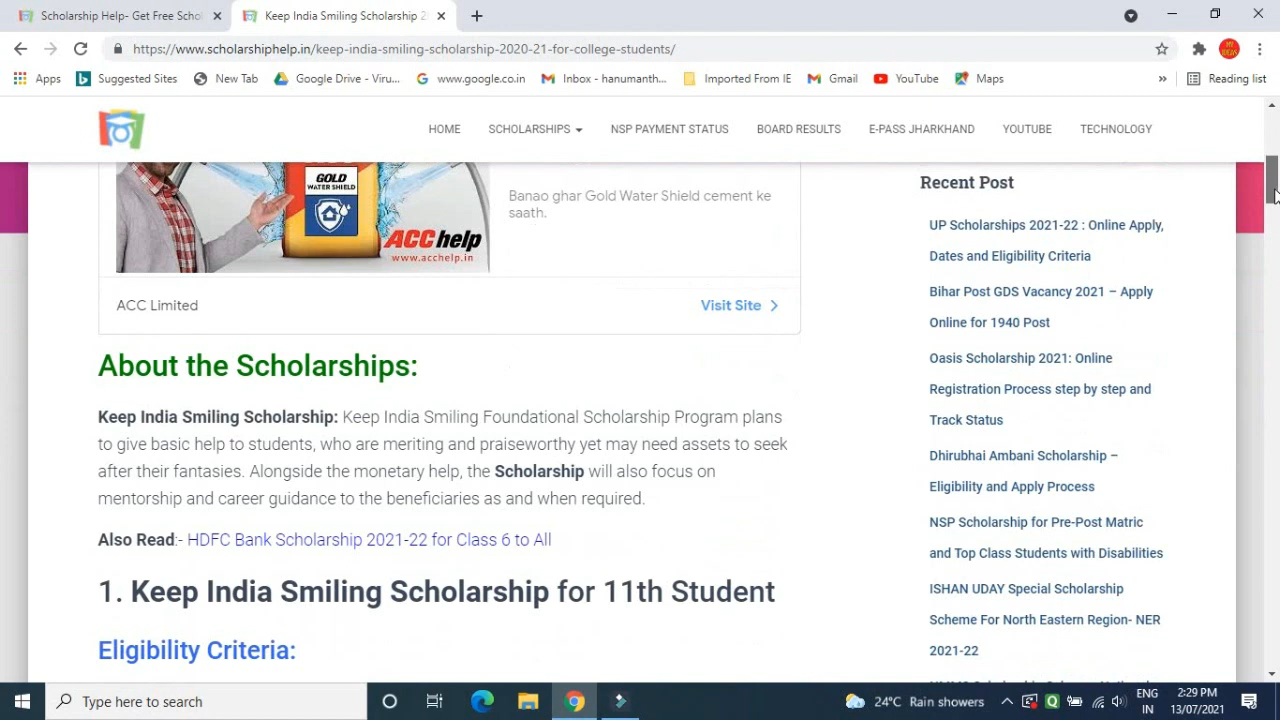 Scholarship Help- Get Free Scho
Keep India Smiling Scholarship 2
https://www.scholarshiphelp.in/keep-india-smiling-scholarship-2020-21-for-college-students/
Apps
Suggested Sites
New Tab
Google Drive - Viru...
www.google.co.in
Inbox - hanumanth...
Imported From IE
Gmail
YouTube
Maps
»
Reading list
HOME
SCHOLARSHIPS
NSP PAYMENT STATUS
BOARD RESULTS
E-PASS JHARKHAND
YOUTUBE
TECHNOLOGY
GOLD
WATER SHIELD
ACC help
www.acchelp.in
Banao ghar Gold Water Shield cement ke
saath.
ACC Limited
Visit Site
About the Scholarships:
Keep India Smiling Scholarship: Keep India Smiling Foundational Scholarship Program plans
to give basic help to students, who are meriting and praiseworthy yet may need assets to seek
after their fantasies. Alongside the monetary help, the Scholarship will also focus on
mentorship and career guidance to the beneficiaries as and when required.
Also Read:- HDFC Bank Scholarship 2021-22 for Class 6 to All
1. Keep India Smiling Scholarship for 11th Student
Eligibility Criteria:
Recent Post
UP Scholarships 2021-22 : Online Apply,
Dates and Eligibility Criteria
Bihar Post GDS Vacancy 2021 – Apply
Online for 1940 Post
Oasis Scholarship 2021: Online
Registration Process step by step and
Track Status
Dhirubhai Ambani Scholarship –
Eligibility and Apply Process
NSP Scholarship for Pre-Post Matric
and Top Class Students with Disabilities
ISHAN UDAY Special Scholarship
Scheme For North Eastern Region- NER
2021-22
Type here to search
24°C Rain showers
ENG
IN
2:29 PM
13/07/2021